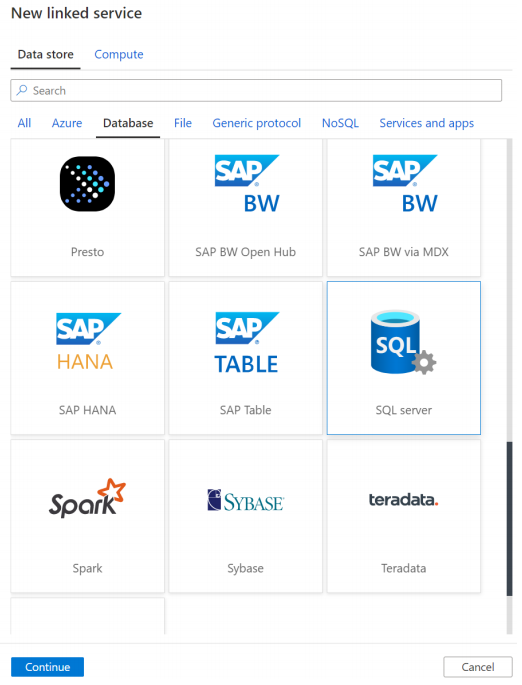 New linked service
Data store Compute
Search
All Azure Database File Generic protocol NoSQL Services and apps
SAP BW
SAP BW
Presto SAP BW Open Hub SAP BW via MDX
SAP HANA
SAP TABLE
SQL
SAP HANA SAP Table SQL server
Spark SYBASE teradata.
Spark Sybase Teradata
Continue Cancel